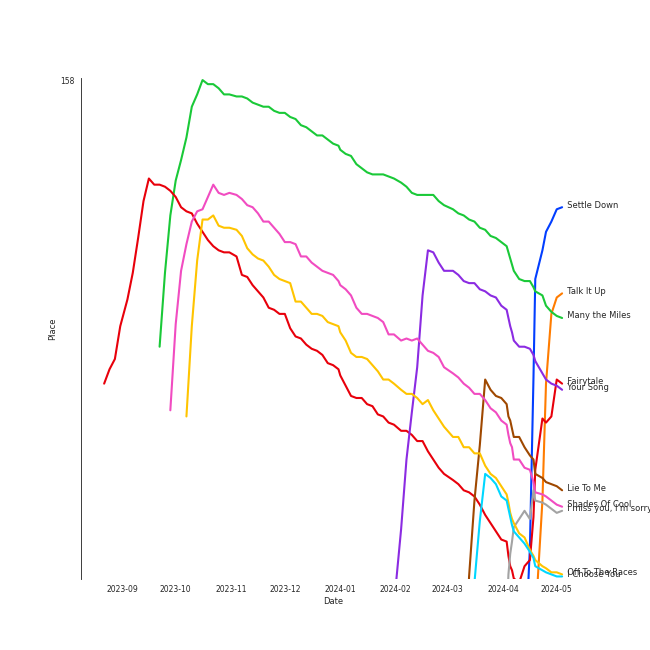 158
Settle Down
Talk It Up
Many the Miles
Fairytale
Your Song
Lie To Me
Shades Of Cool
I miss you, I'm sorry
Off To The Races
I Choose You
Place
2023-09 2023-10 2023-11 2023-12 2024-01 2024-02 2024-03 2024-04 2024-05
Date